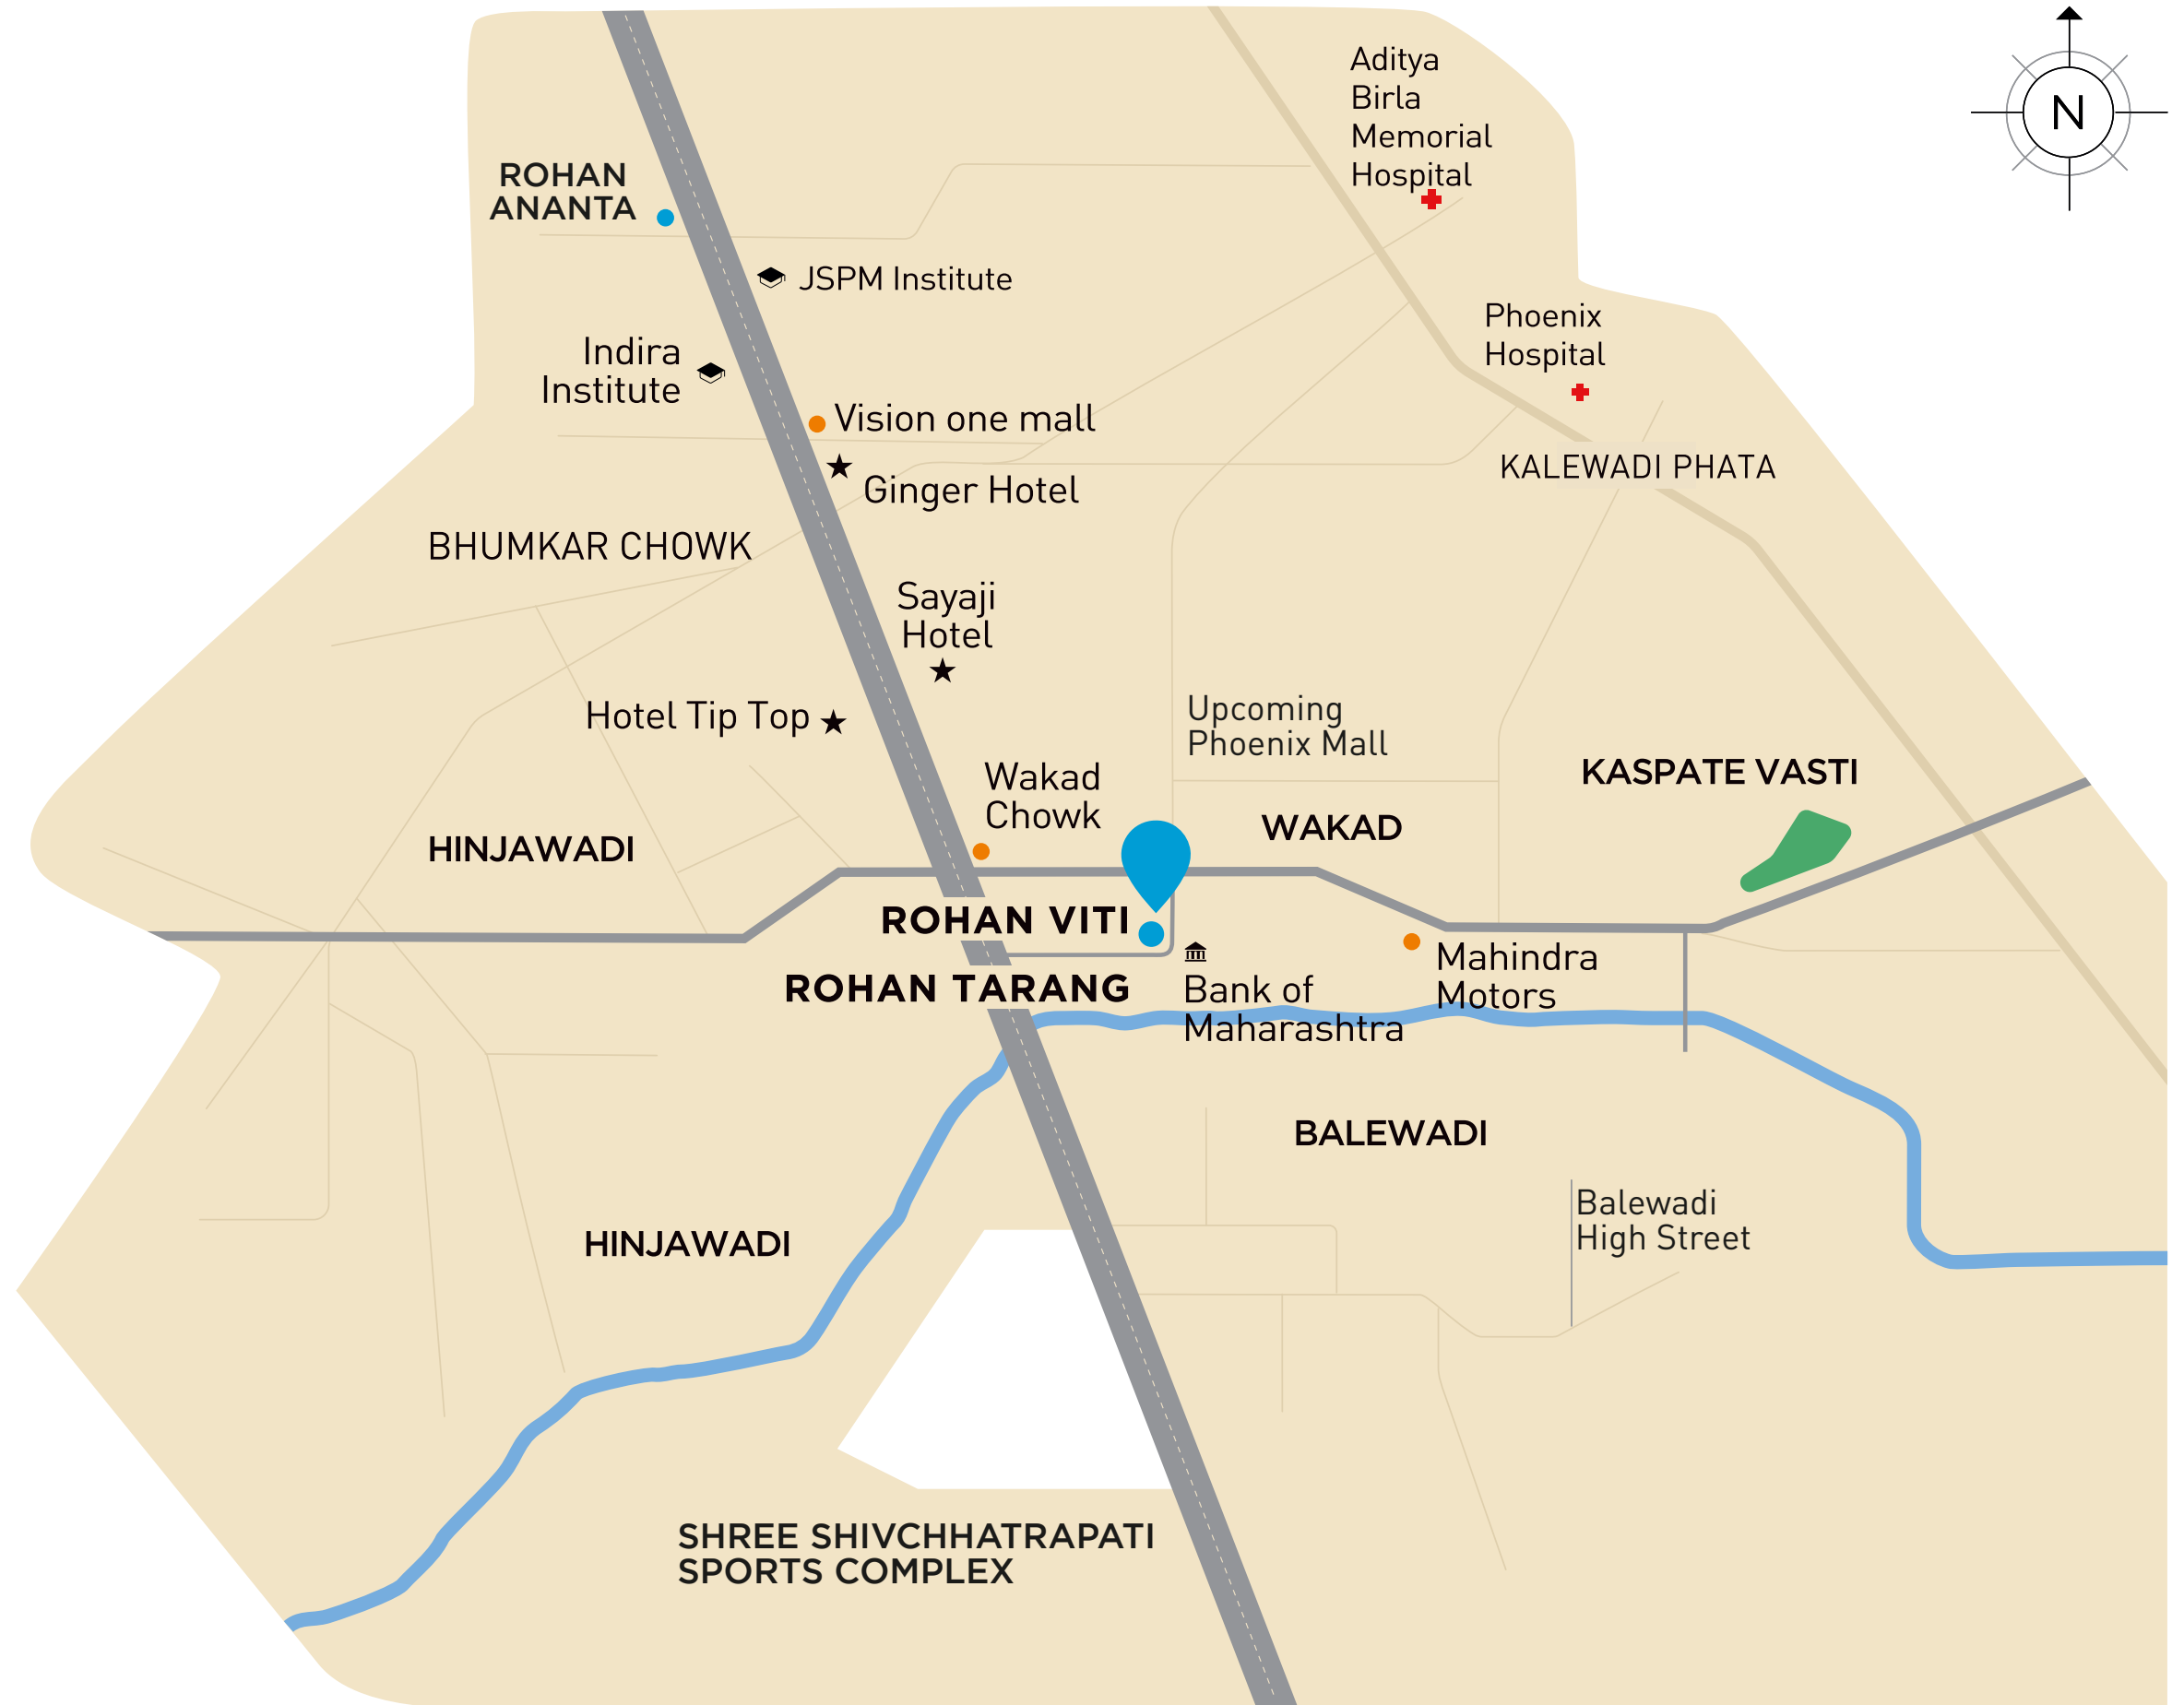 Aditya
Birla
Memorial
Hospital
N
ROHAN
ANANTA
JSPM Institute
Phoenix
Hospital
Indira
Institute
Vision one mall
KALEWADI PHATA
Ginger Hotel
BHUMKAR CHOWK
Sayaji
Hotel
Hotel Tip Top
Upcoming
Phoenix Mall
Wakad
Chowk
KASPATE VASTI
WAKAD
HINJAWADI
ROHAN VITI
Mahindra
Motors
ROHAN TARANG
Bank of
Maharashtra
BALEWADI
Balewadi
High Street
HINJAWADI
SHREE SHIVCHHATRAPATI
SPORTS COMPLEX